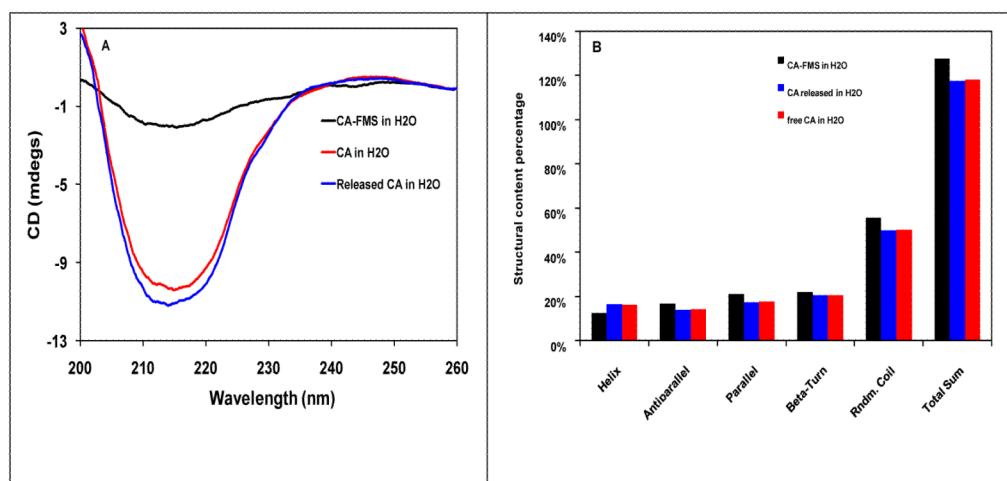 A
3
-1
-5
-9
-13
CD (mdegs)
CA-FMS in H2O
CA in H2O
Released CA in H2O
200 210 220 230 240 250 260
Wavelength (nm)
B
140%
120%
100%
80%
60%
40%
20%
0%
Structural content percentage
CA-FMS in H2O
CA released in H2O
free CA in H2O
Helix
Antiparallel
Parallel
Beta-Turn
Rndm. Coil
Total Sum